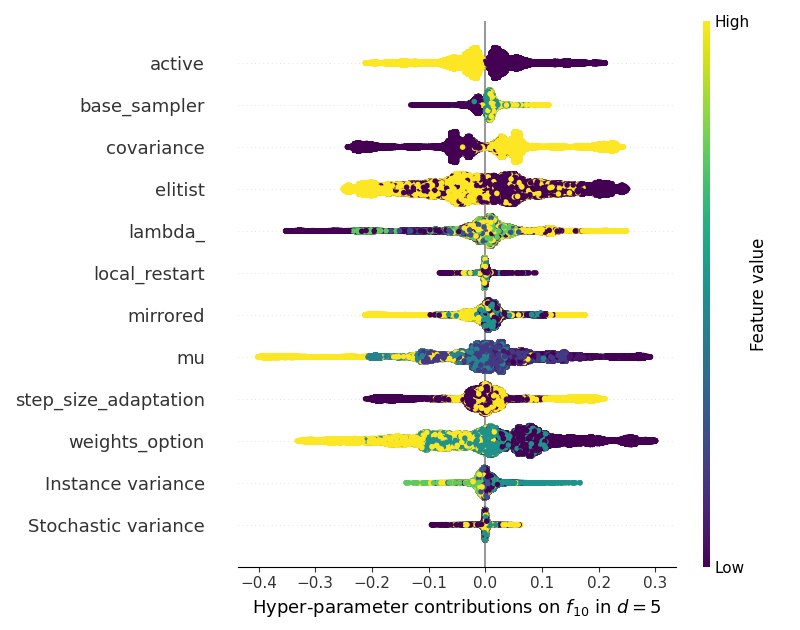 High
active
base_sampler
covariance
elitist
lambda_
local_restart
mirrored
mu
step_size_adaptation
weights_option
Instance variance
Stochastic variance
Feature value
Low
−0.4 −0.3 −0.2 −0.1 0.0 0.1 0.2 0.3
Hyper-parameter contributions on f₁₀ in d = 5